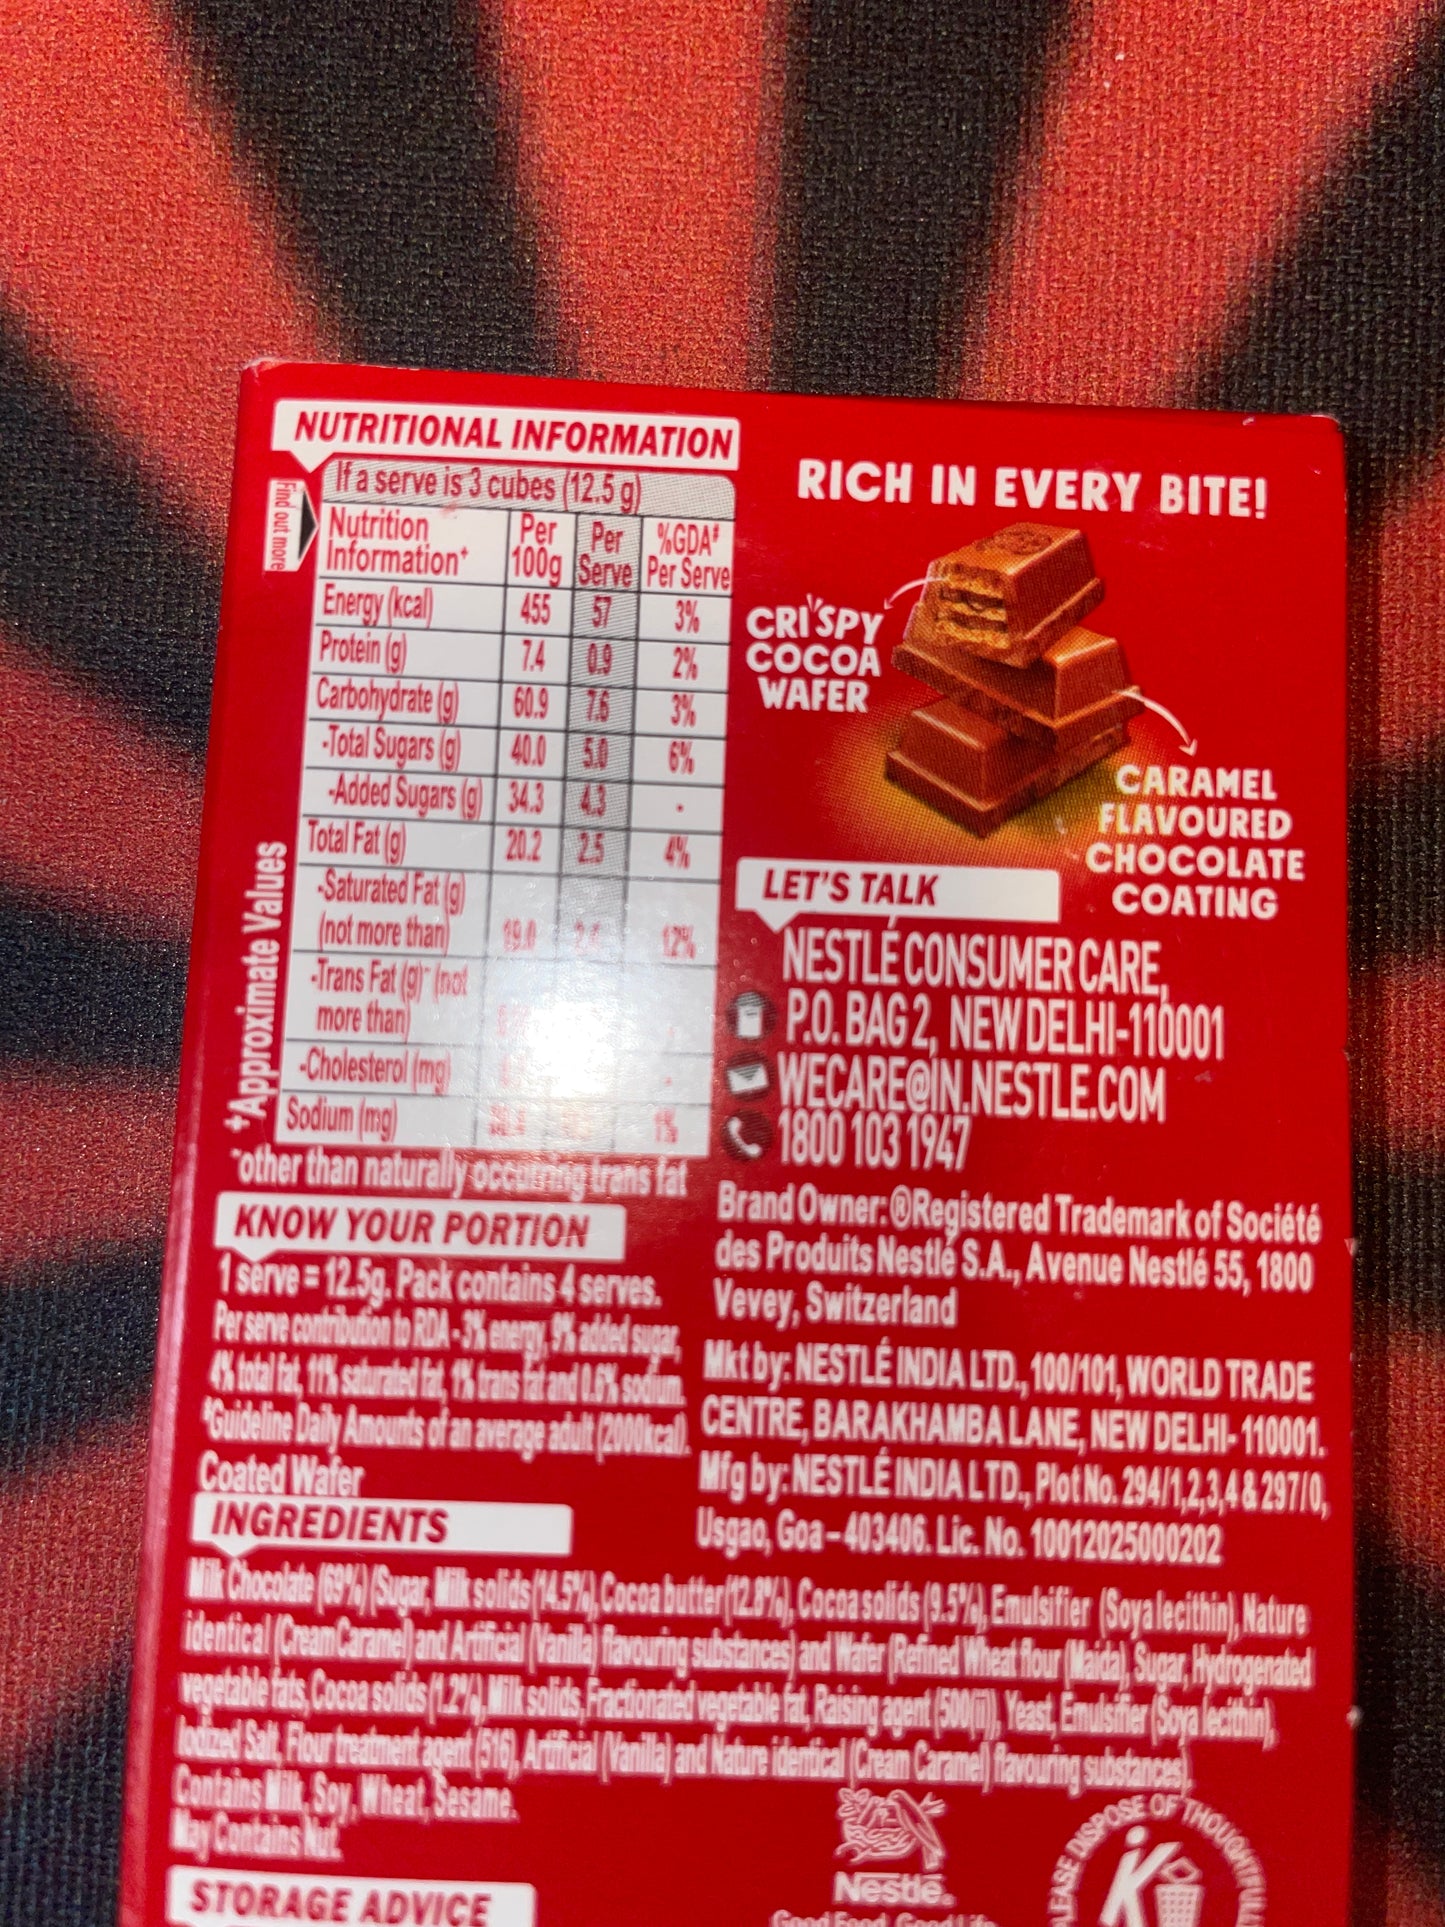 NUTRITIONAL INFORMATION
If a serve is 3 cubes (12.5 g)
Find out more
Nutrition Information⁺ Per 100g Per Serve %GDA# Per Serve
Energy (kcal) 455 57 3%
Protein (g) 7.4 0.9 2%
Carbohydrate (g) 60.9 7.6 3%
-Total Sugars (g) 40.0 5.0 6%
-Added Sugars (g) 34.3 4.3 -
Total Fat (g) 20.2 2.5 4%
-Saturated Fat (g)
(not more than) 19.0 2.4 12%
-Trans Fat (g)~ (not
more than) -
-Cholesterol (mg) -
Sodium (mg) 1%
⁺Approximate Values
~other than naturally occurring trans fat
KNOW YOUR PORTION
1 serve = 12.5g. Pack contains 4 serves.
Per serve contribution to RDA - 3% energy, 9% added sugar,
4% total fat, 11% saturated fat, 1% trans fat and 0.6% sodium.
#Guideline Daily Amounts of an average adult (2000kcal).
Coated Wafer
RICH IN EVERY BITE!
CRISPY
COCOA
WAFER
CARAMEL
FLAVOURED
CHOCOLATE
COATING
LET'S TALK
NESTLÉ CONSUMER CARE,
P.O. BAG 2, NEW DELHI-110001
WECARE@IN.NESTLE.COM
1800 103 1947
Brand Owner: ®Registered Trademark of Société
des Produits Nestlé S.A., Avenue Nestlé 55, 1800
Vevey, Switzerland
Mkt by: NESTLÉ INDIA LTD., 100/101, WORLD TRADE
CENTRE, BARAKHAMBA LANE, NEW DELHI- 110001.
Mfg by: NESTLÉ INDIA LTD., Plot No. 294/1,2,3,4 & 297/0,
Usgao, Goa – 403406. Lic. No. 10012025000202
INGREDIENTS
Milk Chocolate (69%) (Sugar, Milk solids (14.5%), Cocoa butter (12.8%), Cocoa solids (9.5%), Emulsifier (Soya lecithin), Nature
identical (Cream Caramel) and Artificial (Vanilla) flavouring substances) and Wafer (Refined Wheat flour (Maida), Sugar, Hydrogenated
vegetable fats, Cocoa solids (1.2%), Milk solids, Fractionated vegetable fat, Raising agent (500(ii)), Yeast, Emulsifier (Soya lecithin),
Iodized Salt, Flour treatment agent (516), Artificial (Vanilla) and Nature identical (Cream Caramel) flavouring substances).
Contains Milk, Soy, Wheat, Sesame.
May Contains Nut.
STORAGE ADVICE
Nestlé
Good Food, Good Life
PLEASE DISPOSE OF THOUGHTFULLY